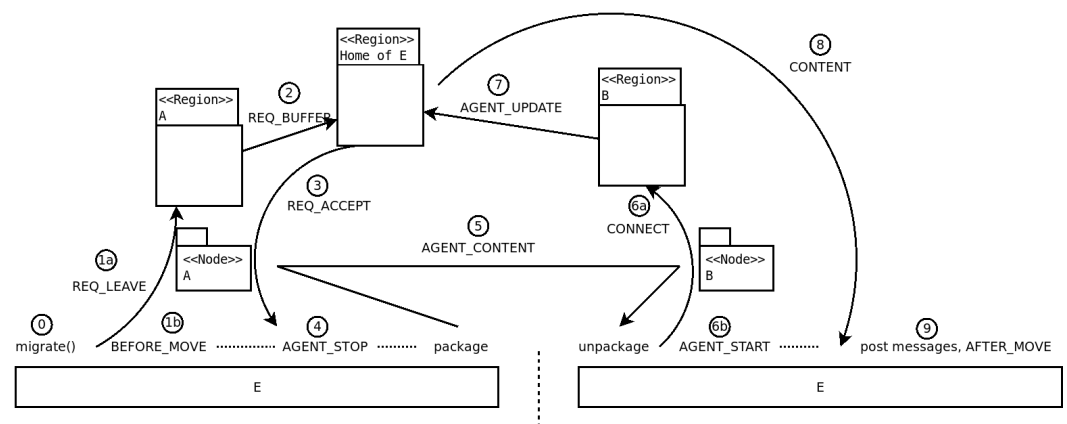 8
CONTENT
<<Region>>
Home of E
<<Region>>
B
7
AGENT_UPDATE
2
REQ_BUFFER
<<Region>>
A
3
REQ_ACCEPT
6a
CONNECT
5
AGENT_CONTENT
1a
REQ_LEAVE
<<Node>>
A
<<Node>>
B
0
migrate()
1b
BEFORE_MOVE
4
AGENT_STOP
package
unpackage
6b
AGENT_START
9
post messages, AFTER_MOVE
E
E